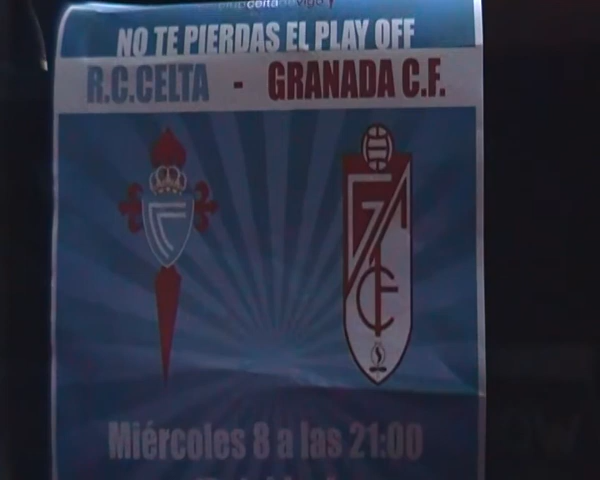 NO TE PIERDAS EL PLAY OFF
R.C.CELTA - GRANADA C.F.
Miércoles 8 a las 21:00